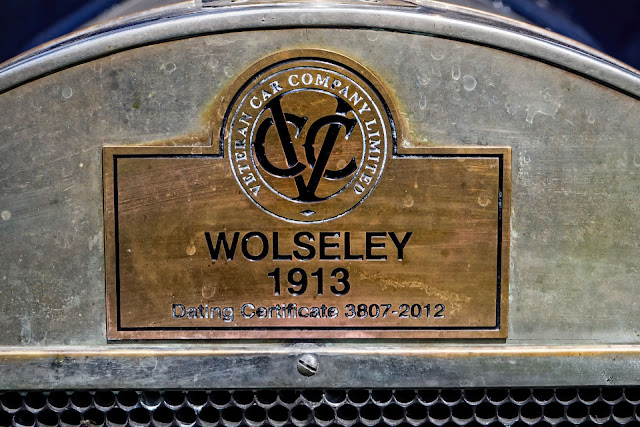 VETERAN CAR COMPANY LIMITED
VCC
WOLSELEY
1913
Dating Certificate 3807-2012